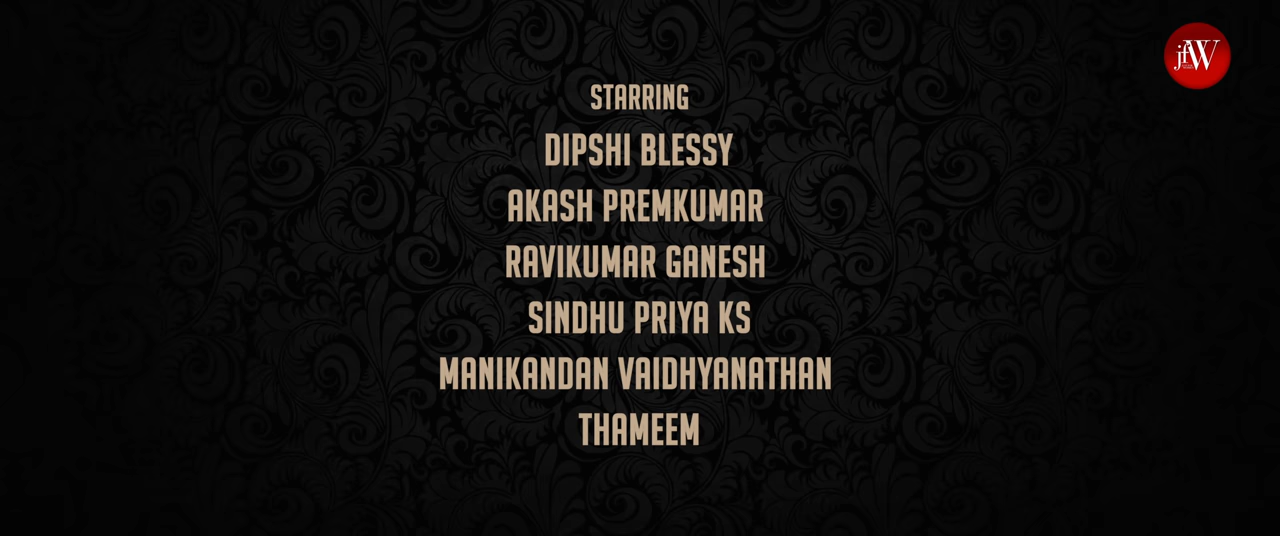 jfW
STARRING
DIPSHI BLESSY
AKASH PREMKUMAR
RAVIKUMAR GANESH
SINDHU PRIYA KS
MANIKANDAN VAIDHYANATHAN
THAMEEM